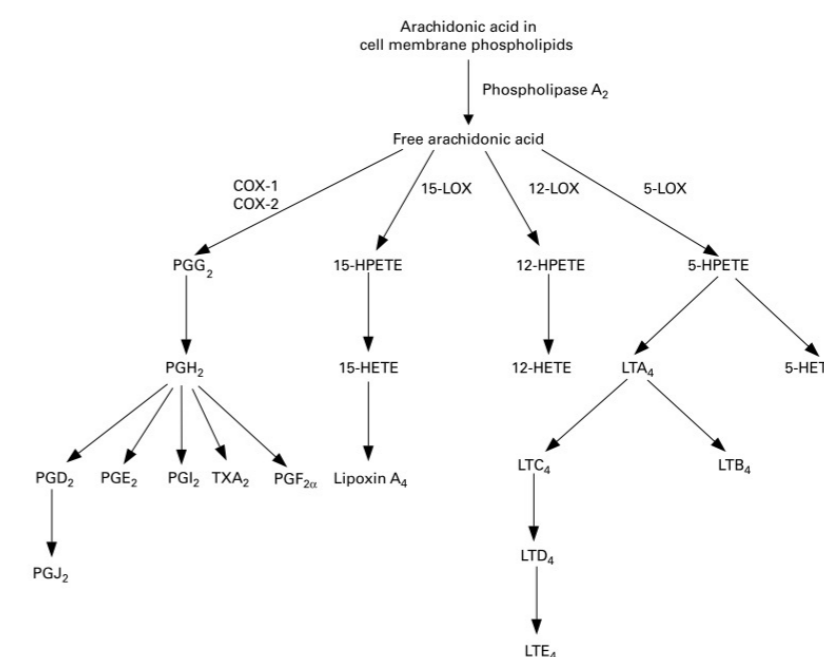 Arachidonic acid in
cell membrane phospholipids
Phospholipase A₂
Free arachidonic acid
COX-1
COX-2
15-LOX
12-LOX
5-LOX
PGG₂
15-HPETE
12-HPETE
5-HPETE
PGH₂
15-HETE
12-HETE
LTA₄
5-HET
PGD₂
PGE₂
PGI₂
TXA₂
PGF₂α
Lipoxin A₄
LTC₄
LTB₄
LTD₄
PGJ₂
LTE₄